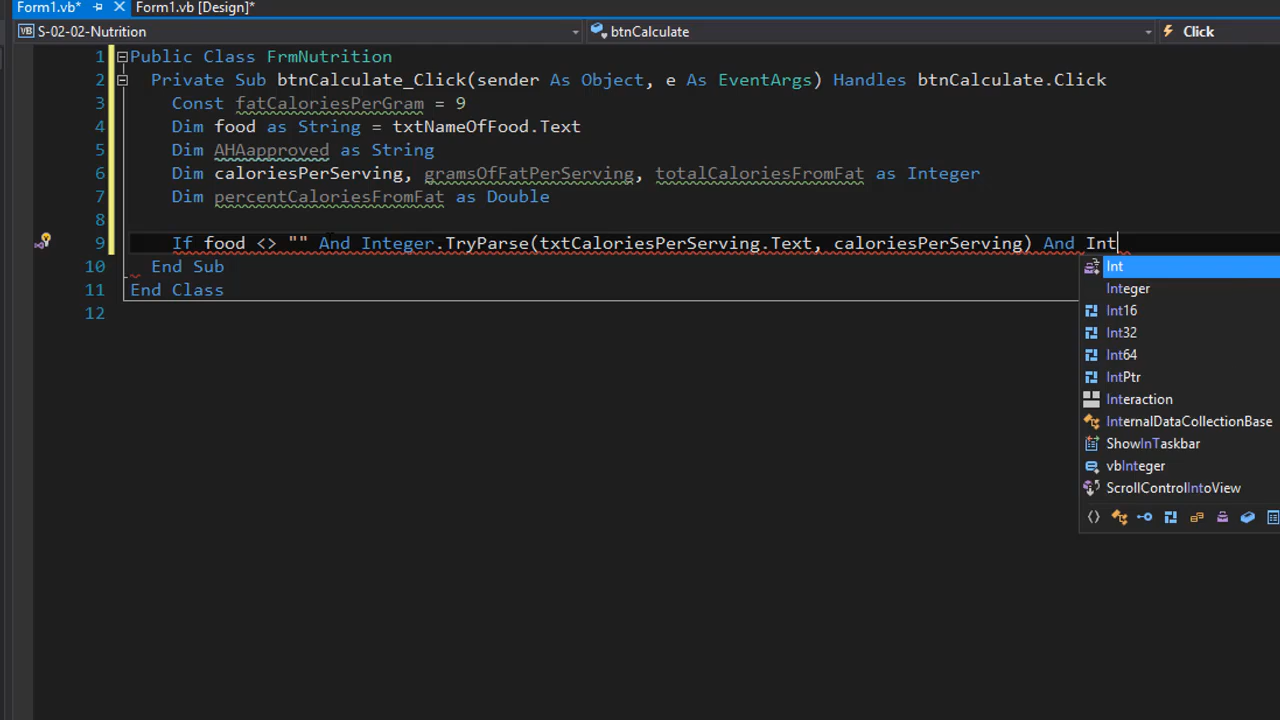 Form1.vb* Form1.vb [Design]*
VB S-02-02-Nutrition btnCalculate Click
1 Public Class FrmNutrition
2 Private Sub btnCalculate_Click(sender As Object, e As EventArgs) Handles btnCalculate.Click
3 Const fatCaloriesPerGram = 9
4 Dim food as String = txtNameOfFood.Text
5 Dim AHAapproved as String
6 Dim caloriesPerServing, gramsOfFatPerServing, totalCaloriesFromFat as Integer
7 Dim percentCaloriesFromFat as Double
8
9 If food <> "" And Integer.TryParse(txtCaloriesPerServing.Text, caloriesPerServing) And Int
10 End Sub
11 End Class
12
Int
Integer
Int16
Int32
Int64
IntPtr
Interaction
InternalDataCollectionBase
ShowInTaskbar
vbInteger
ScrollControlIntoView